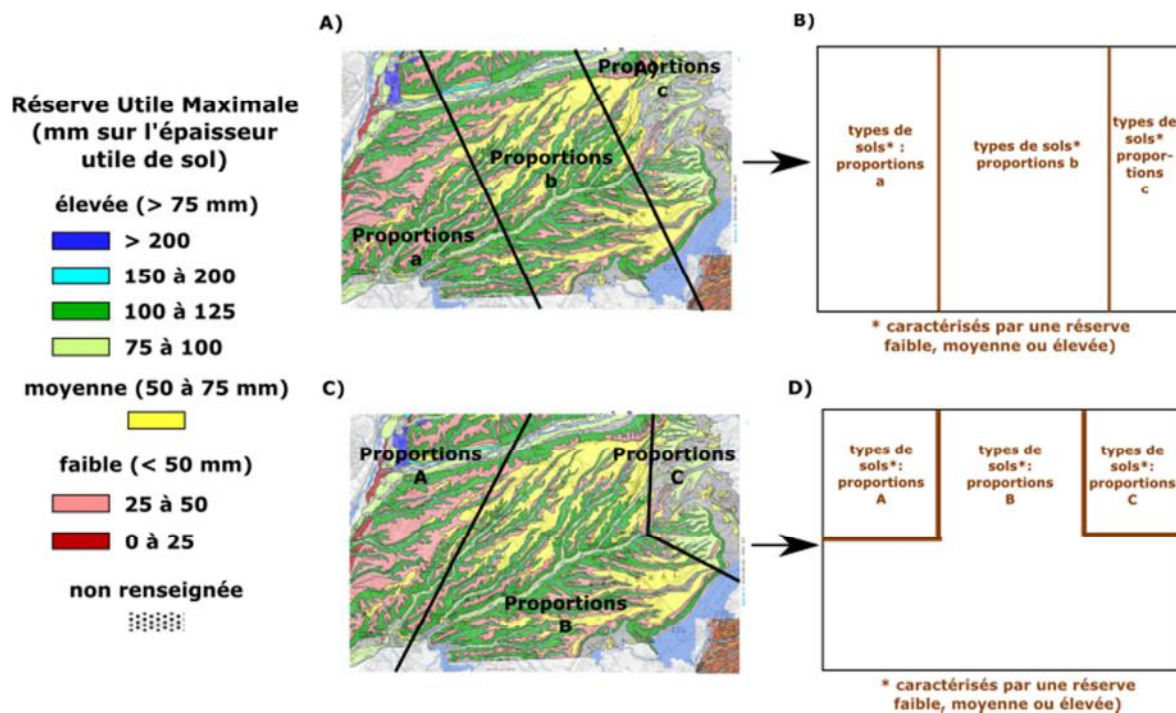 Réserve Utile Maximale
(mm sur l'épaisseur
utile de sol)
élevée (> 75 mm)
> 200
150 à 200
100 à 125
75 à 100
moyenne (50 à 75 mm)
faible (< 50 mm)
25 à 50
0 à 25
non renseignée
A)
Proportions
c
Proportions
b
Proportions
a
B)
types de
sols* :
proportions
a
types de sols*
proportions b
types de
sols*
propor-
tions
c
* caractérisés par une réserve
faible, moyenne ou élevée)
C)
Proportions
A
Proportions
C
Proportions
B
D)
types de
sols*:
proportions
A
types de
sols*:
proportions
B
types de
sols*:
proportions
C
* caractérisés par une réserve
faible, moyenne ou élevée)